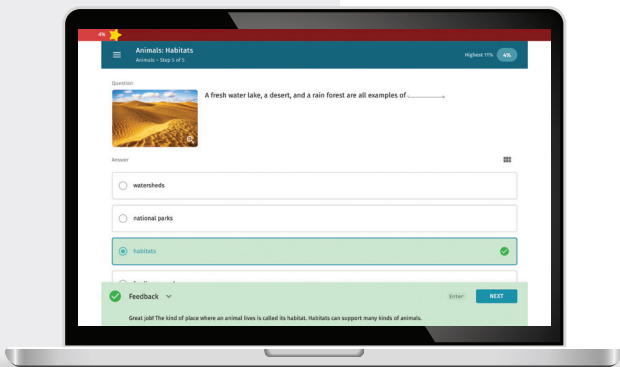 4%
Animals: Habitats
Animals - Step 5 of 5
Highest 11% 4%
Question
A fresh water lake, a desert, and a rain forest are all examples of ____________.
Answer
watersheds
national parks
habitats
Feedback
Enter
NEXT
Great job! The kind of place where an animal lives is called its habitat. Habitats can support many kinds of animals.